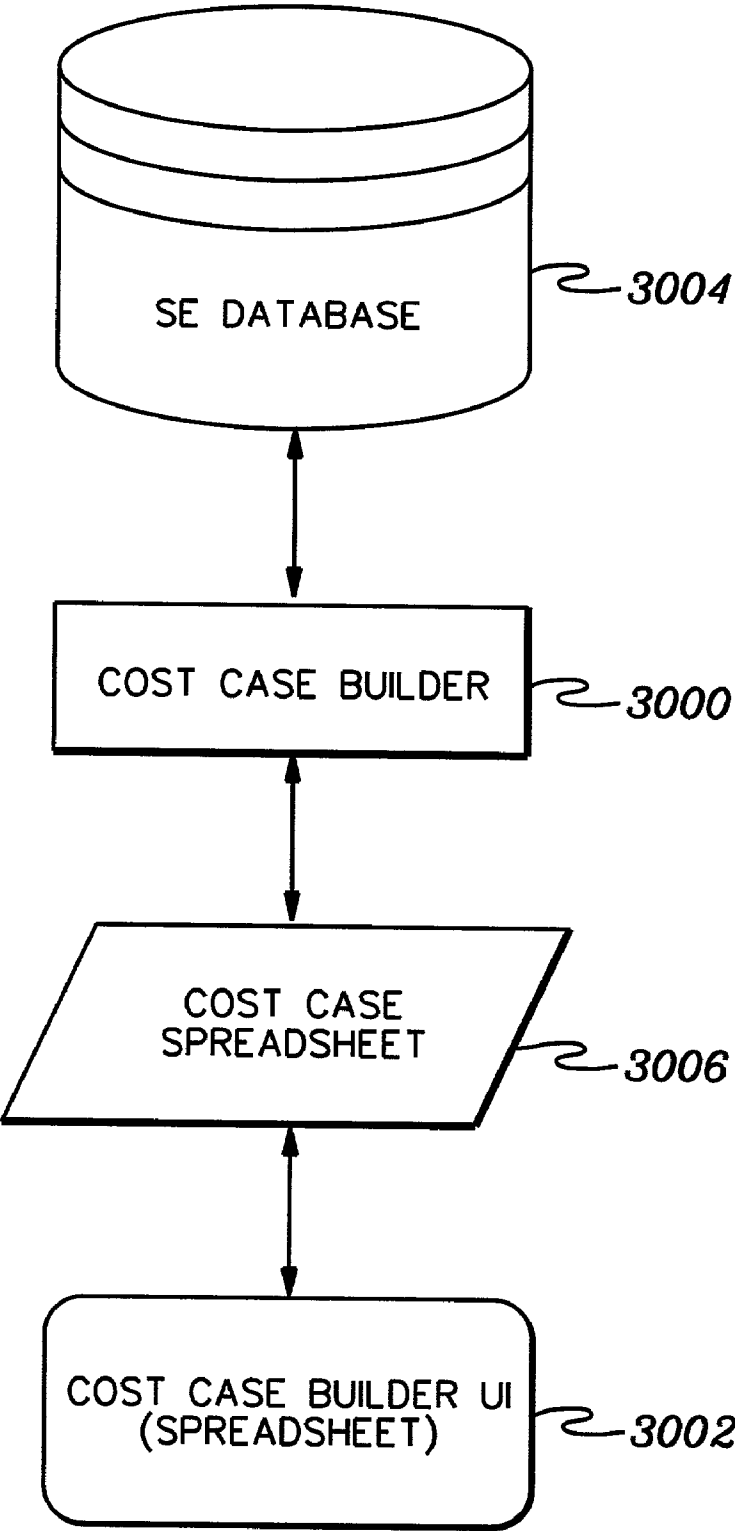 SE DATABASE
3004
COST CASE BUILDER
3000
COST CASE
SPREADSHEET
3006
COST CASE BUILDER UI
(SPREADSHEET)
3002